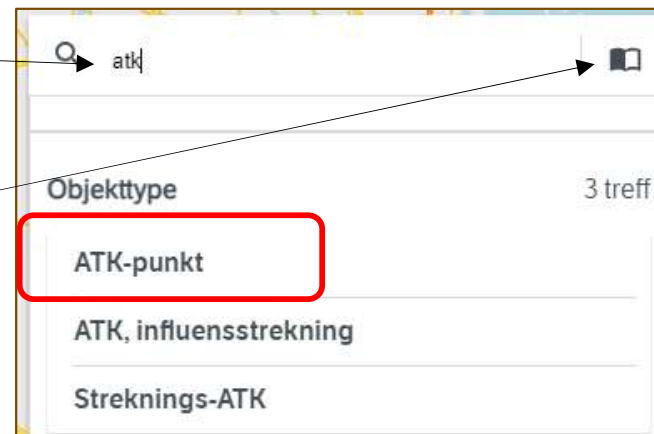 atk
Objekttype 3 treff
ATK-punkt
ATK, influensstrekning
Streknings-ATK